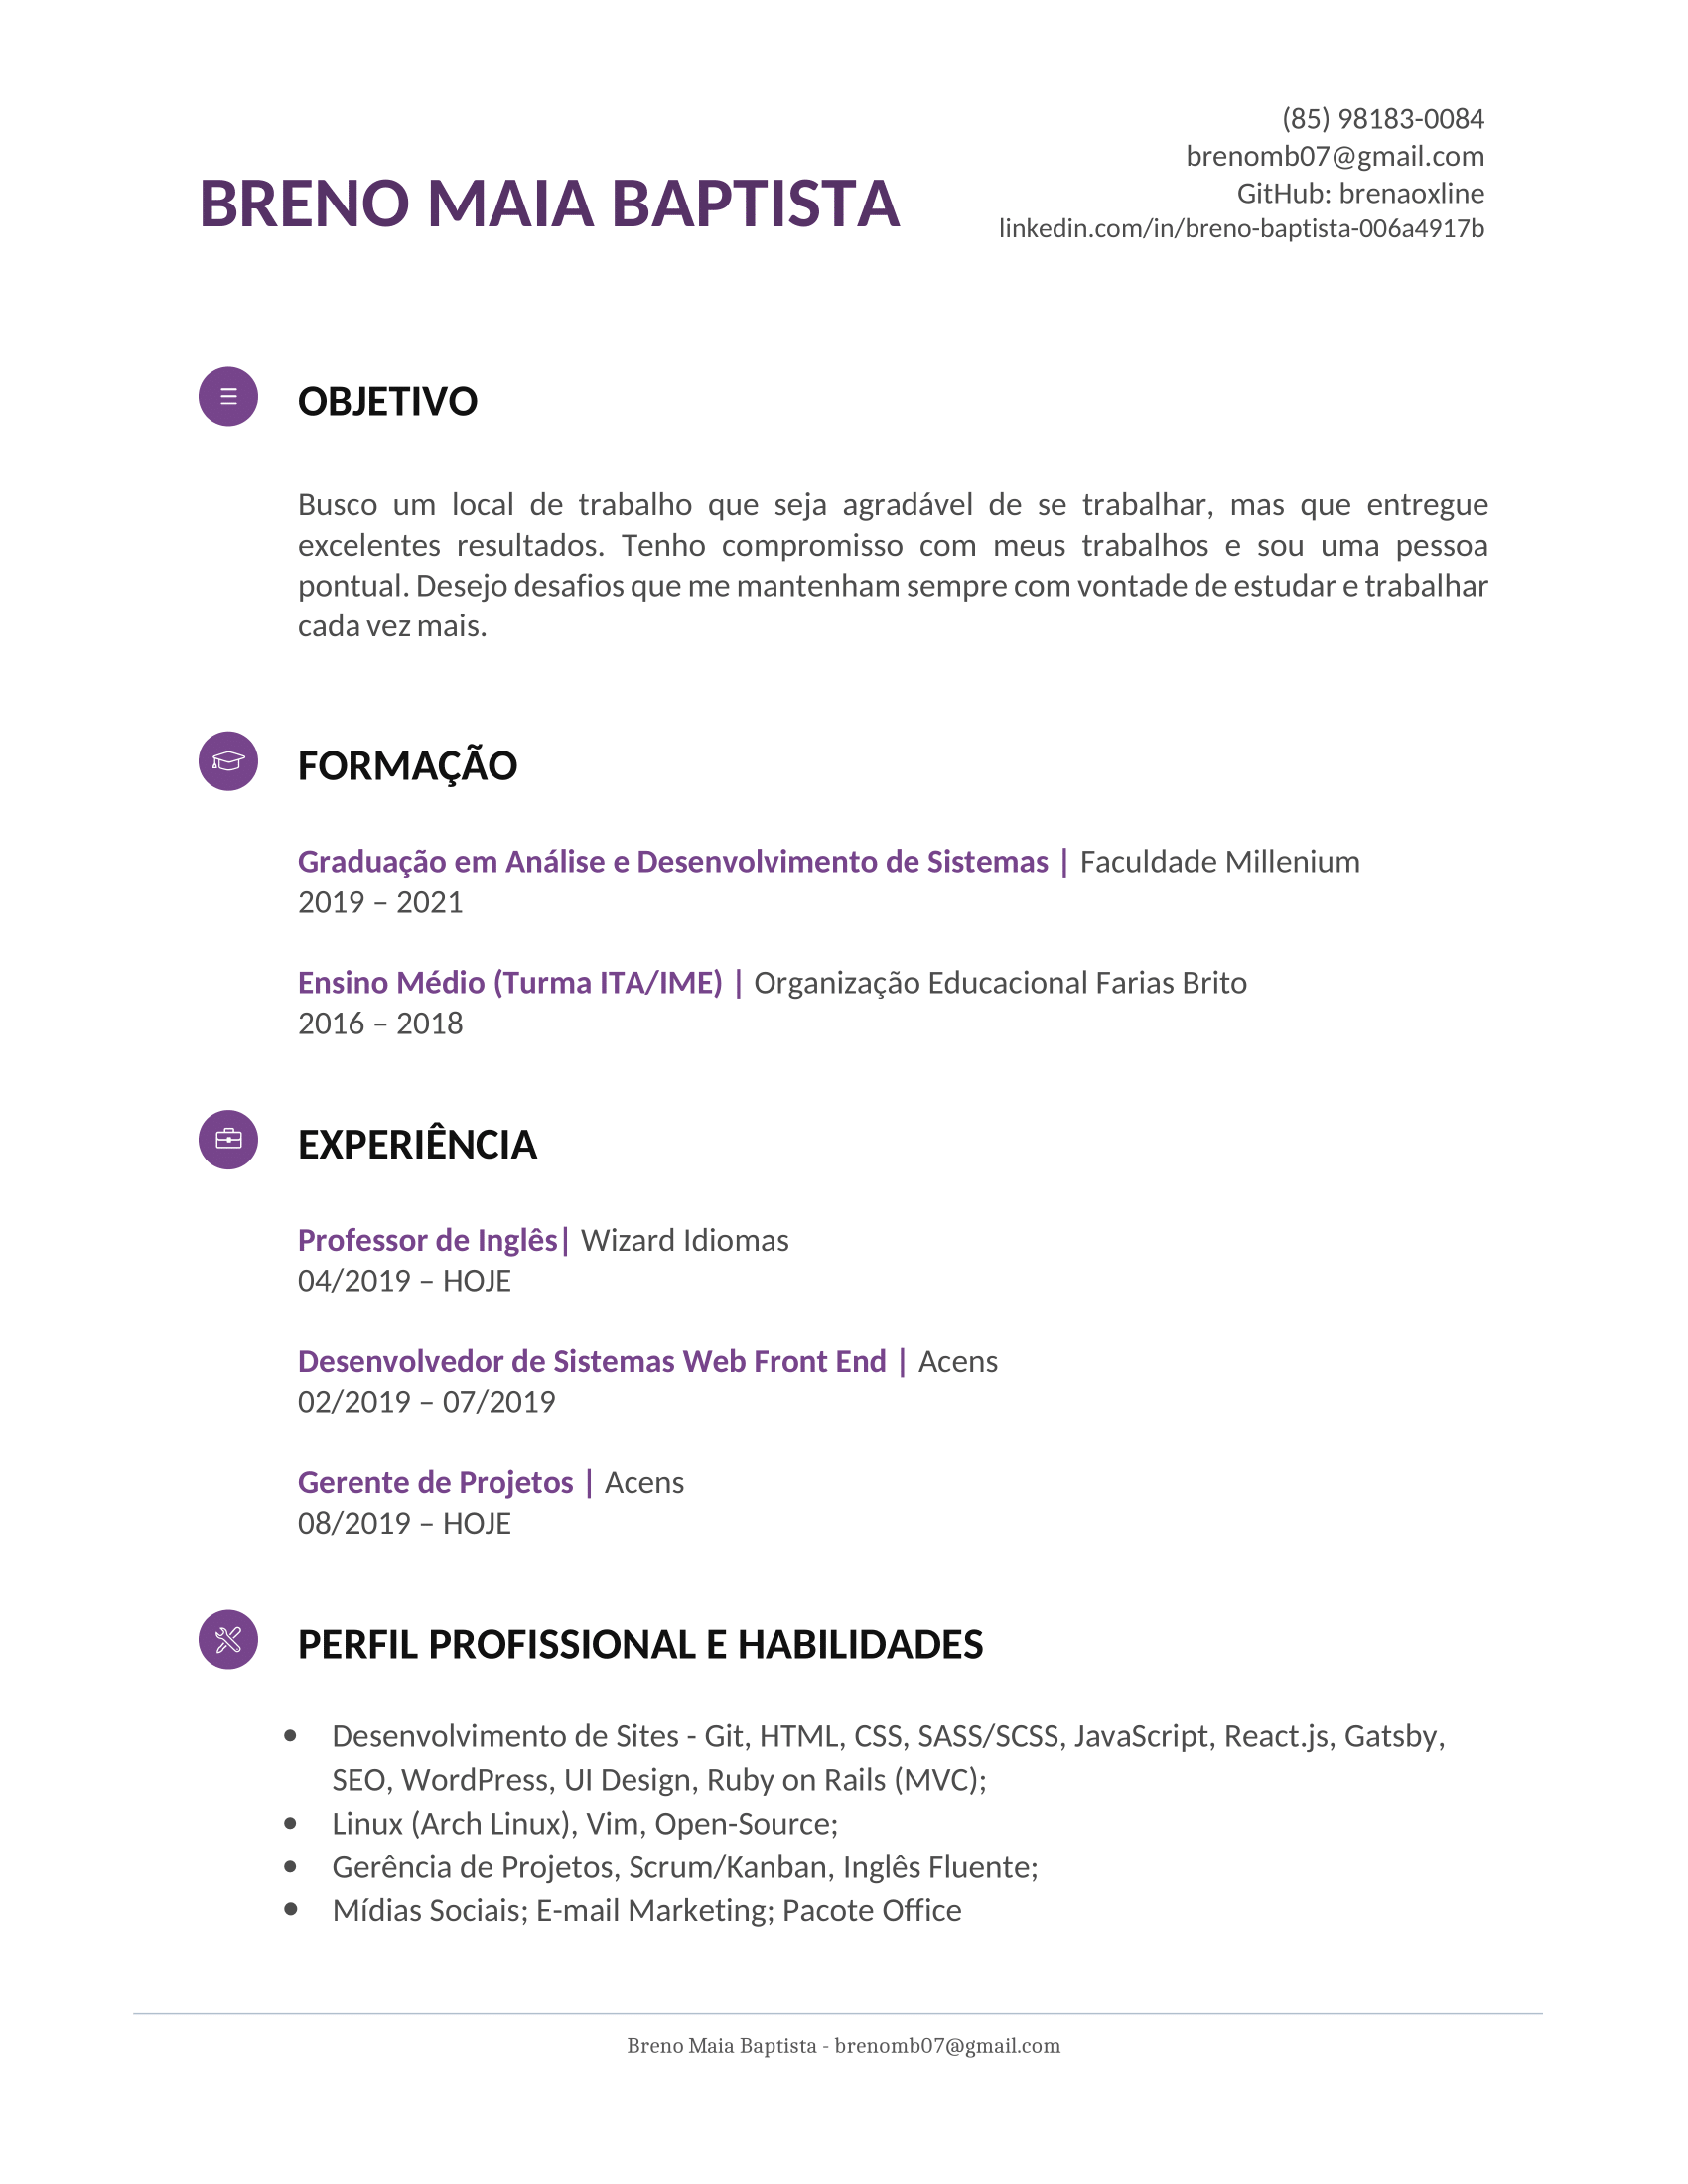 (85) 98183-0084
brenomb07@gmail.com
GitHub: brenaoxline
linkedin.com/in/breno-baptista-006a4917b
BRENO MAIA BAPTISTA
OBJETIVO
Busco um local de trabalho que seja agradável de se trabalhar, mas que entregue
excelentes resultados. Tenho compromisso com meus trabalhos e sou uma pessoa
pontual. Desejo desafios que me mantenham sempre com vontade de estudar e trabalhar
cada vez mais.
FORMAÇÃO
Graduação em Análise e Desenvolvimento de Sistemas | Faculdade Millenium
2019 – 2021
Ensino Médio (Turma ITA/IME) | Organização Educacional Farias Brito
2016 – 2018
EXPERIÊNCIA
Professor de Inglês| Wizard Idiomas
04/2019 – HOJE
Desenvolvedor de Sistemas Web Front End | Acens
02/2019 – 07/2019
Gerente de Projetos | Acens
08/2019 – HOJE
PERFIL PROFISSIONAL E HABILIDADES
• Desenvolvimento de Sites - Git, HTML, CSS, SASS/SCSS, JavaScript, React.js, Gatsby,
SEO, WordPress, UI Design, Ruby on Rails (MVC);
• Linux (Arch Linux), Vim, Open-Source;
• Gerência de Projetos, Scrum/Kanban, Inglês Fluente;
• Mídias Sociais; E-mail Marketing; Pacote Office
Breno Maia Baptista - brenomb07@gmail.com